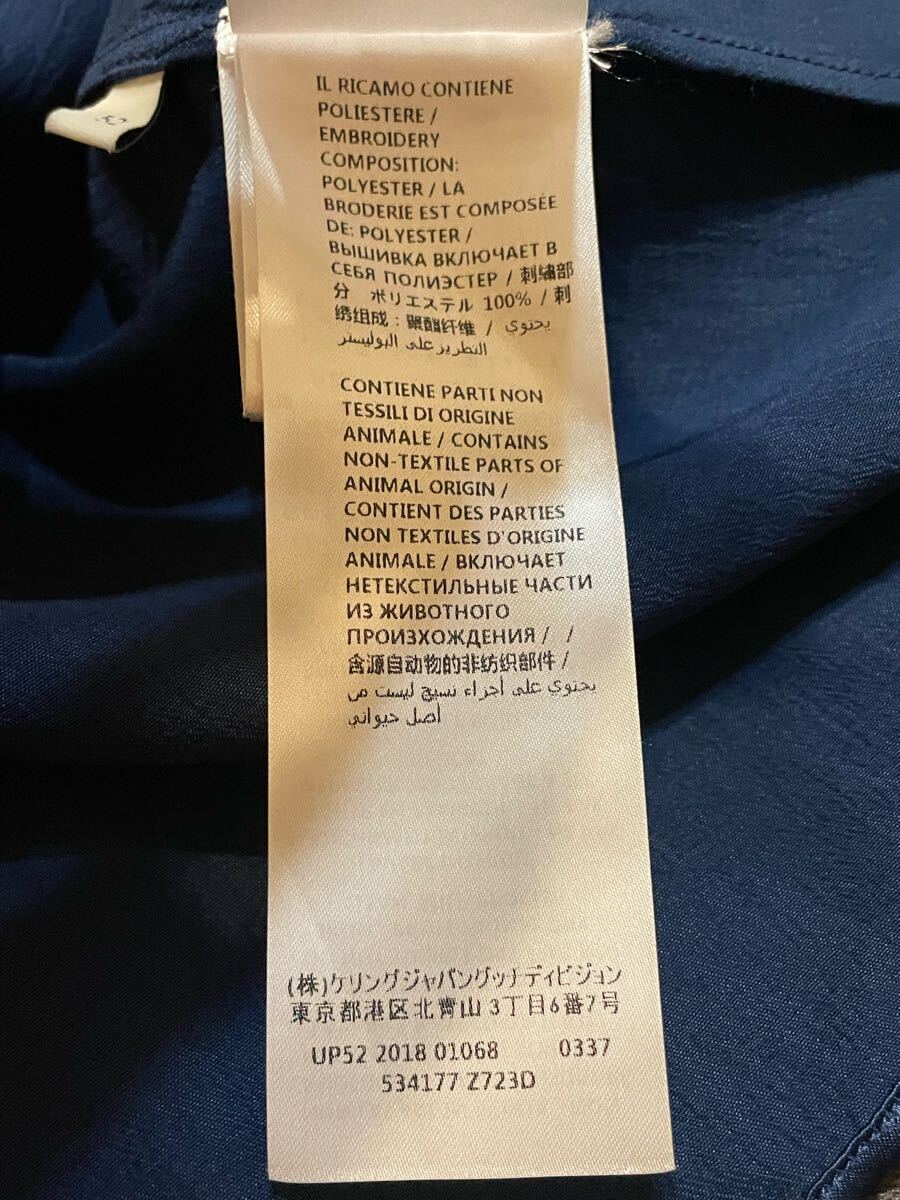 IL RICAMO CONTIENE
POLIESTERE /
EMBROIDERY
COMPOSITION:
POLYESTER / LA
BRODERIE EST COMPOSÉE
DE: POLYESTER /
ВЫШИВКА ВКЛЮЧАЕТ В
СЕБЯ ПОЛИЭСТЕР / 刺繍部
分 ポリエステル 100% / 刺
绣组成：聚酯纤维 / يحتوي
التطريز على البوليستر
CONTIENE PARTI NON
TESSILI DI ORIGINE
ANIMALE / CONTAINS
NON-TEXTILE PARTS OF
ANIMAL ORIGIN /
CONTIENT DES PARTIES
NON TEXTILES D'ORIGINE
ANIMALE / ВКЛЮЧАЕТ
НЕТЕКСТИЛЬНЫЕ ЧАСТИ
ИЗ ЖИВОТНОГО
ПРОИЗХОЖДЕНИЯ / /
含源自动物的非纺织部件 /
يحتوي على أجزاء نسيج ليست من
أصل حيواني
(株)ケリングジャパングッチディビジョン
東京都港区北青山 3丁目6番7号
UP52 2018 01068 0337
534177 Z723D